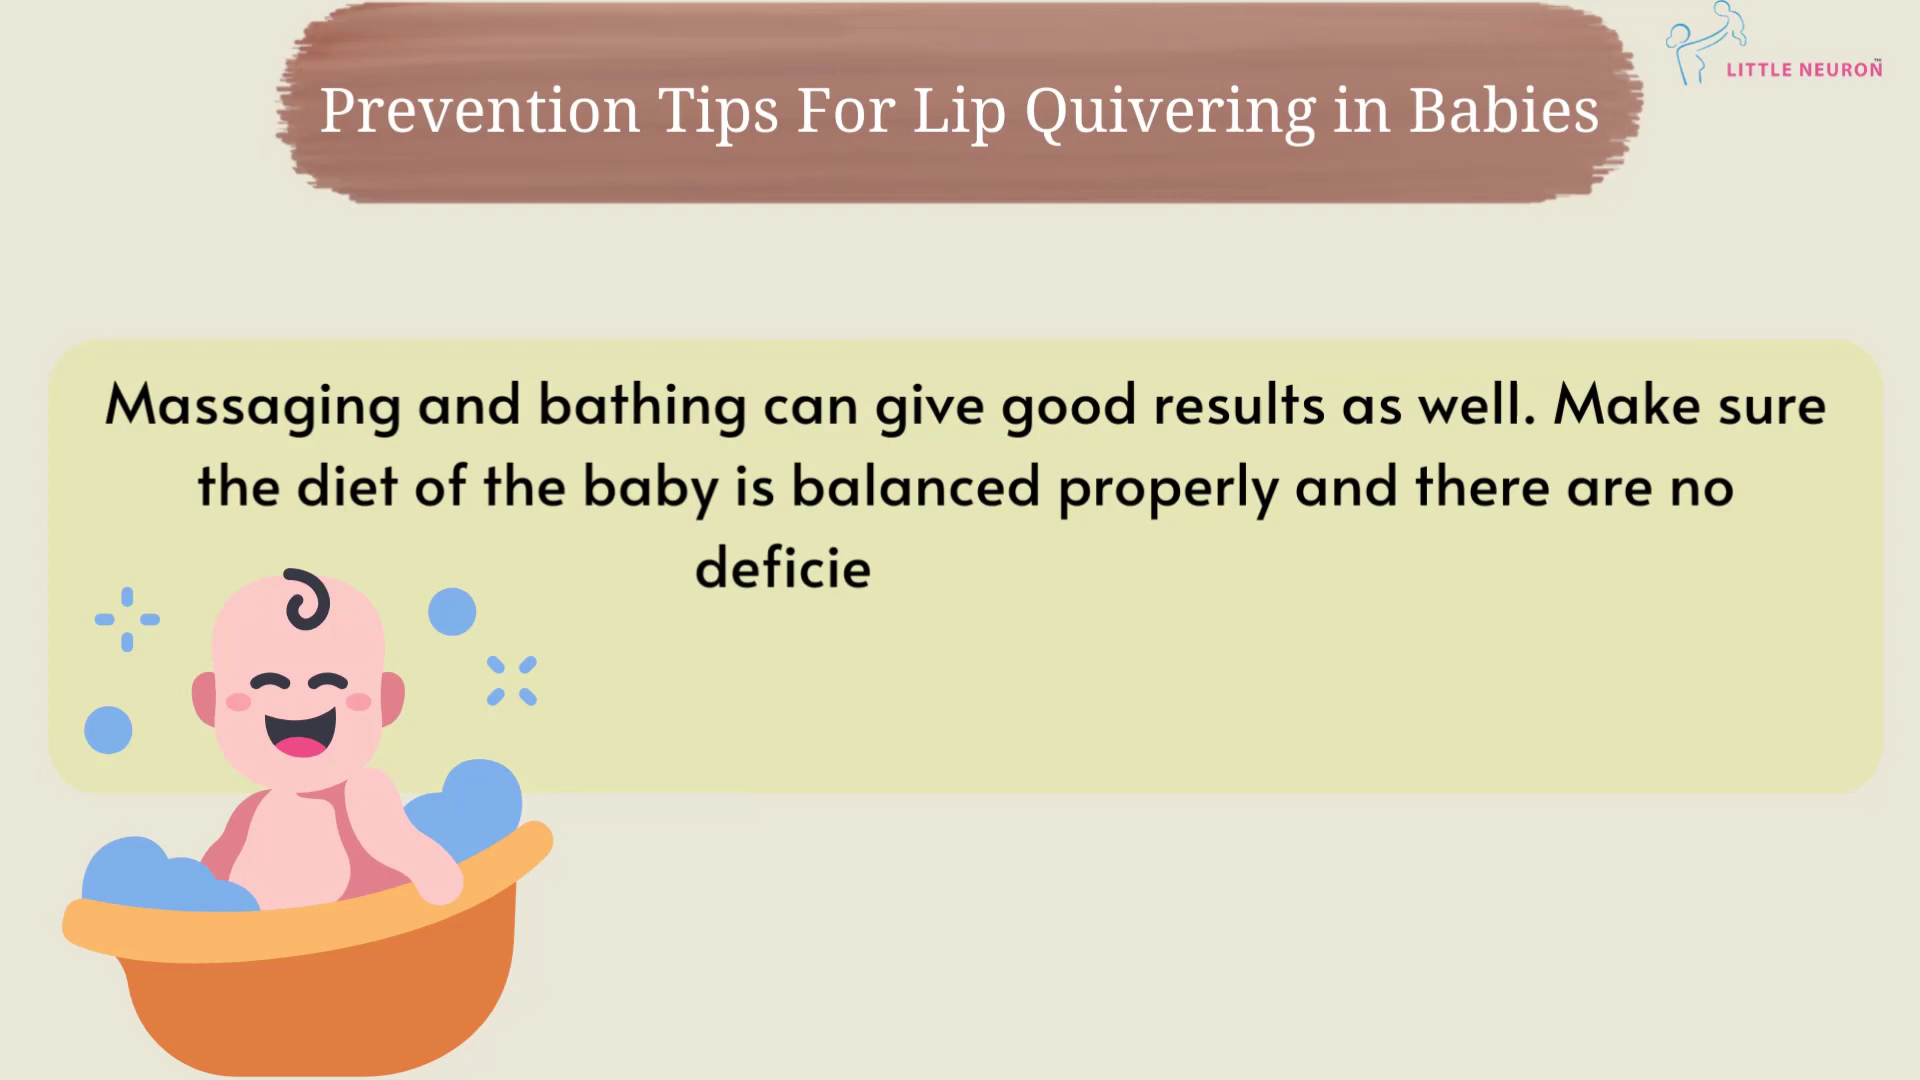 Prevention Tips For Lip Quivering in Babies
LITTLE NEURON™
Massaging and bathing can give good results as well. Make sure
the diet of the baby is balanced properly and there are no
deficie